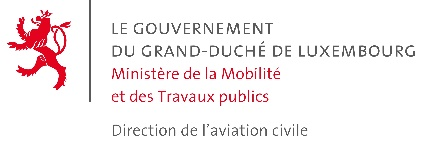 LE GOUVERNEMENT
DU GRAND-DUCHÉ DE LUXEMBOURG
Ministère de la Mobilité
et des Travaux publics
Direction de l'aviation civile